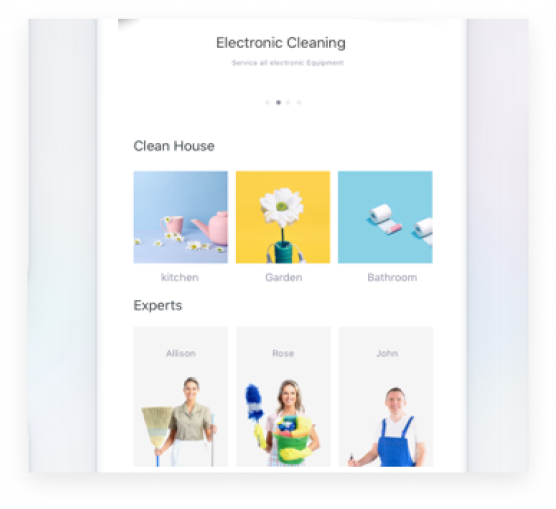 Electronic Cleaning
Service all electronic Equipment
Clean House
kitchen
Garden
Bathroom
Experts
Allison
Rose
John